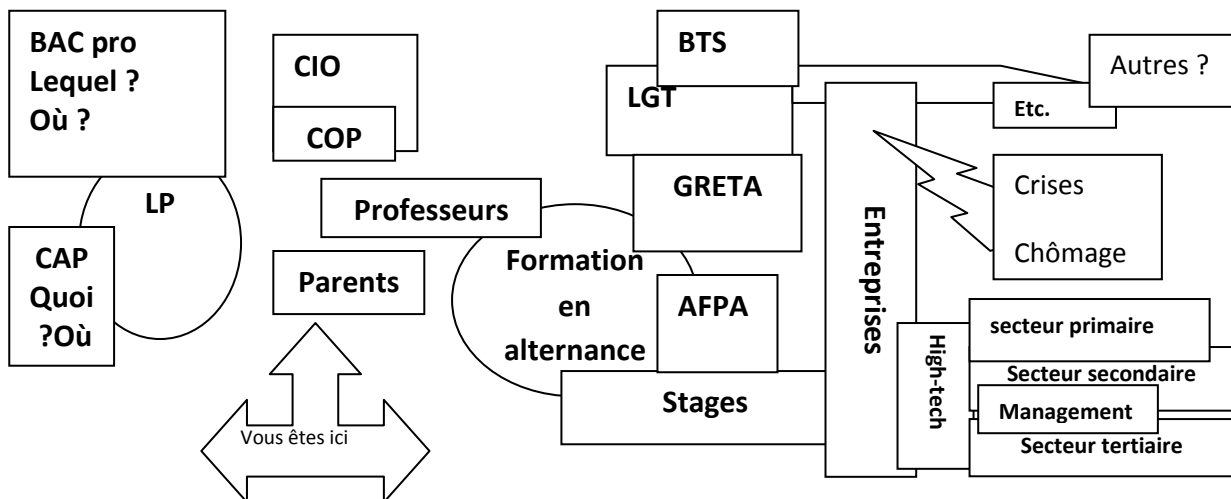 BAC pro
Lequel ?
Où ?
LP
CAP
Quoi
?Où
CIO
COP
Professeurs
Parents
Vous êtes ici
Formation
en
alternance
BTS
LGT
GRETA
AFPA
Stages
Entreprises
Autres ?
Etc.
Crises
Chômage
High-tech
secteur primaire
Secteur secondaire
Management
Secteur tertiaire